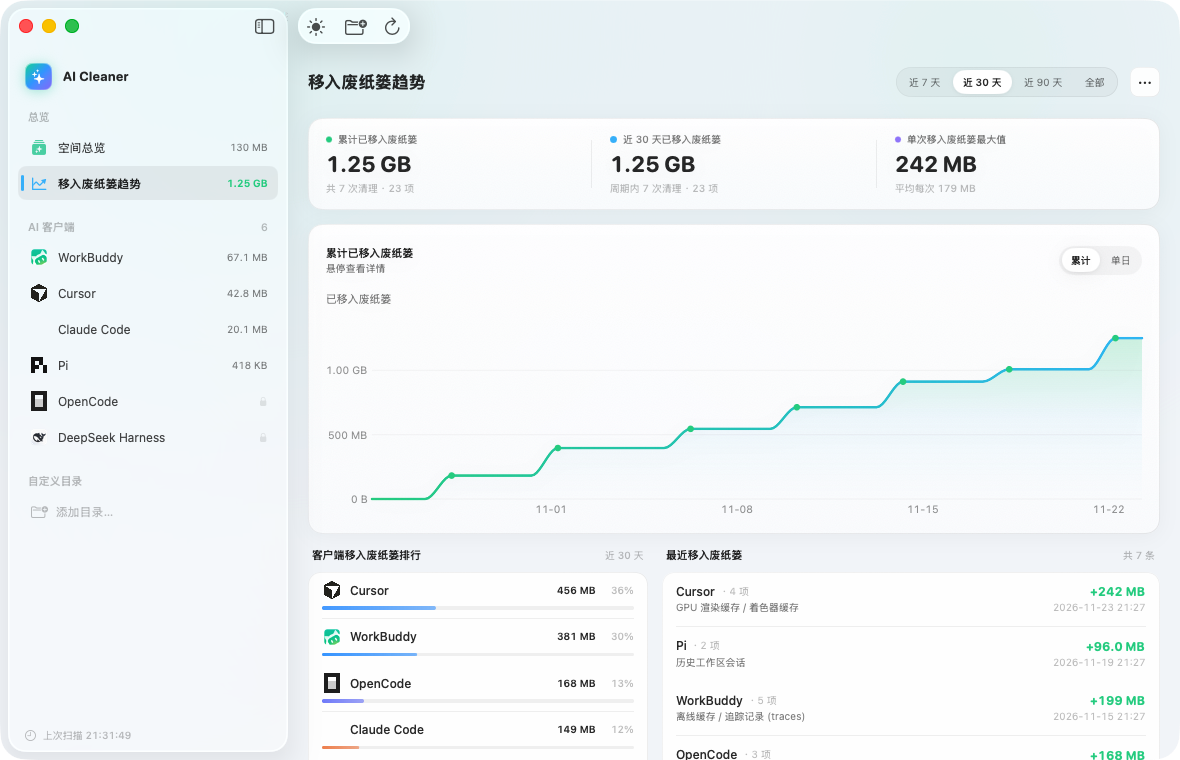 AI Cleaner
总览
空间总览 130 MB
移入废纸篓趋势 1.25 GB
AI 客户端 6
WorkBuddy 67.1 MB
Cursor 42.8 MB
Claude Code 20.1 MB
Pi 418 KB
OpenCode
DeepSeek Harness
自定义目录
添加目录...
上次扫描 21:31:49
移入废纸篓趋势
近 7 天 近 30 天 近 90 天 全部
累计已移入废纸篓
1.25 GB
共 7 次清理 · 23 项
近 30 天已移入废纸篓
1.25 GB
周期内 7 次清理 · 23 项
单次移入废纸篓最大值
242 MB
平均每次 179 MB
累计已移入废纸篓
悬停查看详情
累计 单日
已移入废纸篓
1.00 GB
500 MB
0 B
11-01 11-08 11-15 11-22
客户端移入废纸篓排行 近 30 天
Cursor 456 MB 36%
WorkBuddy 381 MB 30%
OpenCode 168 MB 13%
Claude Code 149 MB 12%
最近移入废纸篓 共 7 条
Cursor · 4 项 +242 MB
GPU 渲染缓存 / 着色器缓存 2026-11-23 21:27
Pi · 2 项 +96.0 MB
历史工作区会话 2026-11-19 21:27
WorkBuddy · 5 项 +199 MB
离线缓存 / 追踪记录 (traces) 2026-11-15 21:27
OpenCode · 3 项 +168 MB